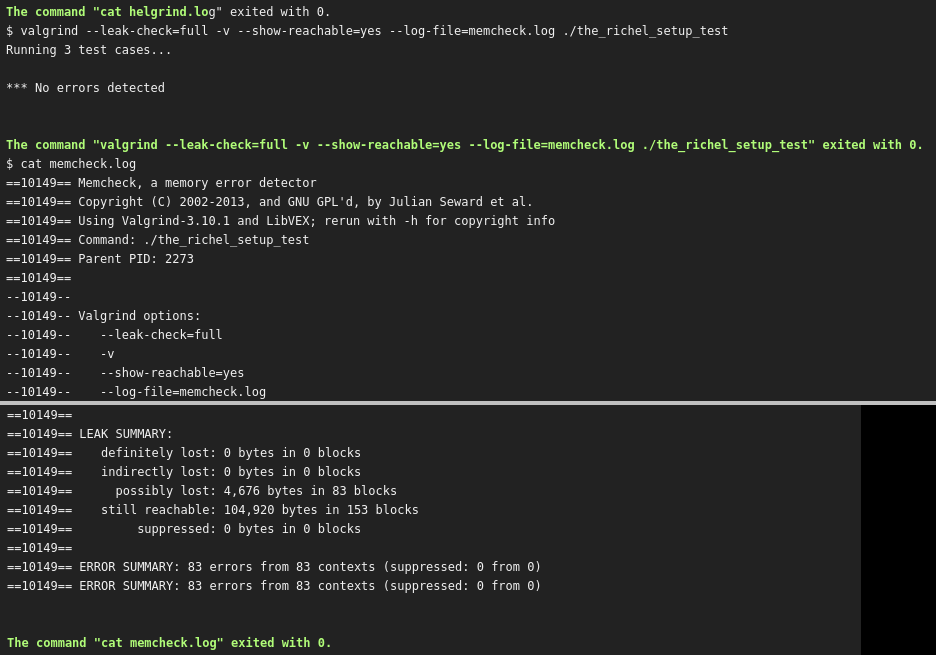 The command "cat helgrind.log" exited with 0.
$ valgrind --leak-check=full -v --show-reachable=yes --log-file=memcheck.log ./the_richel_setup_test
Running 3 test cases...
*** No errors detected
The command "valgrind --leak-check=full -v --show-reachable=yes --log-file=memcheck.log ./the_richel_setup_test" exited with 0.
$ cat memcheck.log
==10149== Memcheck, a memory error detector
==10149== Copyright (C) 2002-2013, and GNU GPL'd, by Julian Seward et al.
==10149== Using Valgrind-3.10.1 and LibVEX; rerun with -h for copyright info
==10149== Command: ./the_richel_setup_test
==10149== Parent PID: 2273
==10149==
--10149--
--10149-- Valgrind options:
--10149--    --leak-check=full
--10149--    -v
--10149--    --show-reachable=yes
--10149--    --log-file=memcheck.log
==10149==
==10149== LEAK SUMMARY:
==10149==    definitely lost: 0 bytes in 0 blocks
==10149==    indirectly lost: 0 bytes in 0 blocks
==10149==      possibly lost: 4,676 bytes in 83 blocks
==10149==    still reachable: 104,920 bytes in 153 blocks
==10149==         suppressed: 0 bytes in 0 blocks
==10149==
==10149== ERROR SUMMARY: 83 errors from 83 contexts (suppressed: 0 from 0)
==10149== ERROR SUMMARY: 83 errors from 83 contexts (suppressed: 0 from 0)
The command "cat memcheck.log" exited with 0.